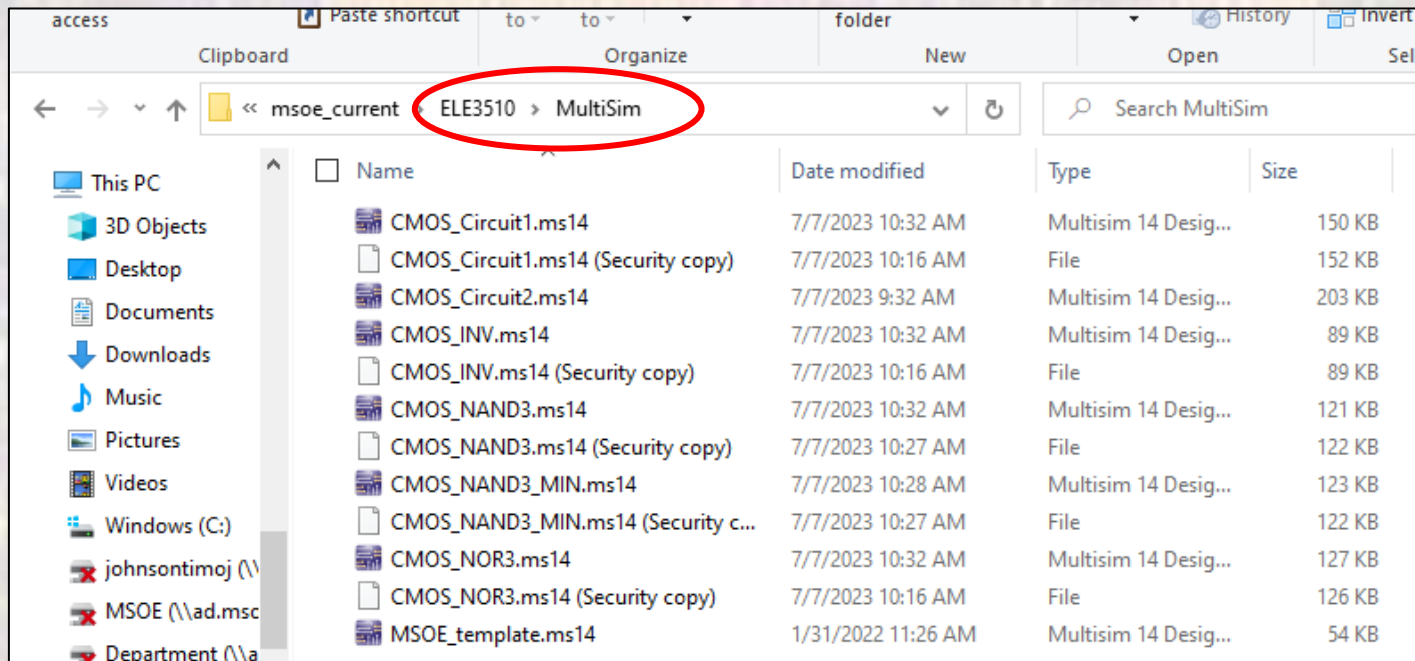 access Paste shortcut to to folder History Invert
Clipboard Organize New Open Sel
« msoe_current › ELE3510 › MultiSim Search MultiSim
This PC
3D Objects
Desktop
Documents
Downloads
Music
Pictures
Videos
Windows (C:)
johnsontimoj (\\
MSOE (\\ad.msc
Department (\\a
Name Date modified Type Size
CMOS_Circuit1.ms14 7/7/2023 10:32 AM Multisim 14 Desig... 150 KB
CMOS_Circuit1.ms14 (Security copy) 7/7/2023 10:16 AM File 152 KB
CMOS_Circuit2.ms14 7/7/2023 9:32 AM Multisim 14 Desig... 203 KB
CMOS_INV.ms14 7/7/2023 10:32 AM Multisim 14 Desig... 89 KB
CMOS_INV.ms14 (Security copy) 7/7/2023 10:16 AM File 89 KB
CMOS_NAND3.ms14 7/7/2023 10:32 AM Multisim 14 Desig... 121 KB
CMOS_NAND3.ms14 (Security copy) 7/7/2023 10:27 AM File 122 KB
CMOS_NAND3_MIN.ms14 7/7/2023 10:28 AM Multisim 14 Desig... 123 KB
CMOS_NAND3_MIN.ms14 (Security c... 7/7/2023 10:27 AM File 122 KB
CMOS_NOR3.ms14 7/7/2023 10:32 AM Multisim 14 Desig... 127 KB
CMOS_NOR3.ms14 (Security copy) 7/7/2023 10:16 AM File 126 KB
MSOE_template.ms14 1/31/2022 11:26 AM Multisim 14 Desig... 54 KB